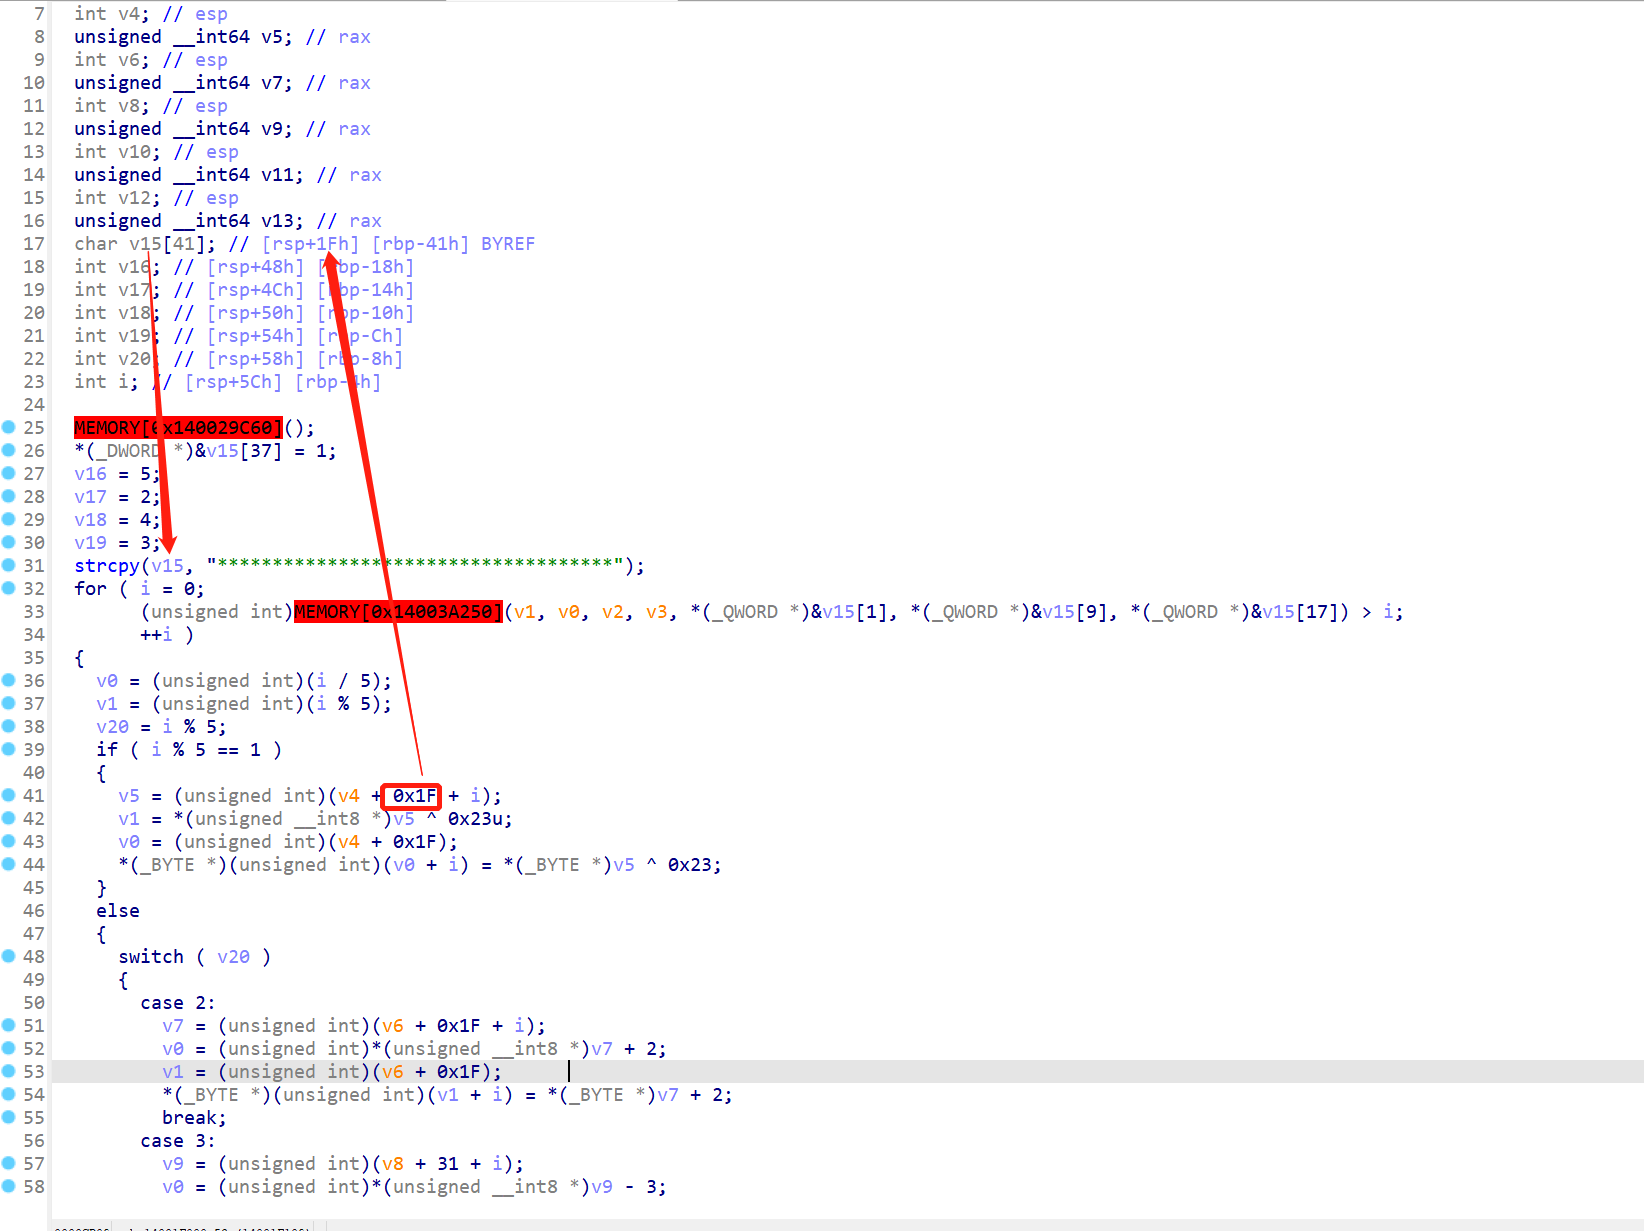 7 int v4; // esp
8 unsigned __int64 v5; // rax
9 int v6; // esp
10 unsigned __int64 v7; // rax
11 int v8; // esp
12 unsigned __int64 v9; // rax
13 int v10; // esp
14 unsigned __int64 v11; // rax
15 int v12; // esp
16 unsigned __int64 v13; // rax
17 char v15[41]; // [rsp+1Fh] [rbp-41h] BYREF
18 int v16; // [rsp+48h] [rbp-18h]
19 int v17; // [rsp+4Ch] [rbp-14h]
20 int v18; // [rsp+50h] [rbp-10h]
21 int v19; // [rsp+54h] [rbp-Ch]
22 int v20; // [rsp+58h] [rbp-8h]
23 int i; // [rsp+5Ch] [rbp-4h]
24
25 MEMORY[0x140029C60]();
26 *(_DWORD *)&v15[37] = 1;
27 v16 = 5;
28 v17 = 2;
29 v18 = 4;
30 v19 = 3;
31 strcpy(v15, "************************************");
32 for ( i = 0;
33 (unsigned int)MEMORY[0x14003A250](v1, v0, v2, v3, *(_QWORD *)&v15[1], *(_QWORD *)&v15[9], *(_QWORD *)&v15[17]) > i;
34 ++i )
35 {
36 v0 = (unsigned int)(i / 5);
37 v1 = (unsigned int)(i % 5);
38 v20 = i % 5;
39 if ( i % 5 == 1 )
40 {
41 v5 = (unsigned int)(v4 + 0x1F + i);
42 v1 = *(unsigned __int8 *)v5 ^ 0x23u;
43 v0 = (unsigned int)(v4 + 0x1F);
44 *(_BYTE *)(unsigned int)(v0 + i) = *(_BYTE *)v5 ^ 0x23;
45 }
46 else
47 {
48 switch ( v20 )
49 {
50 case 2:
51 v7 = (unsigned int)(v6 + 0x1F + i);
52 v0 = (unsigned int)*(unsigned __int8 *)v7 + 2;
53 v1 = (unsigned int)(v6 + 0x1F);
54 *(_BYTE *)(unsigned int)(v1 + i) = *(_BYTE *)v7 + 2;
55 break;
56 case 3:
57 v9 = (unsigned int)(v8 + 31 + i);
58 v0 = (unsigned int)*(unsigned __int8 *)v9 - 3;